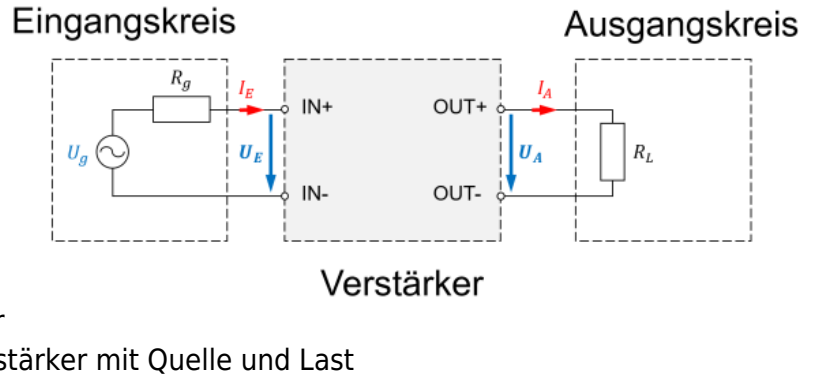 Eingangskreis
Ausgangskreis
R_g
I_E
IN+
OUT+
I_A
U_g
U_E
U_A
R_L
IN-
OUT-
Verstärker
stärker mit Quelle und Last